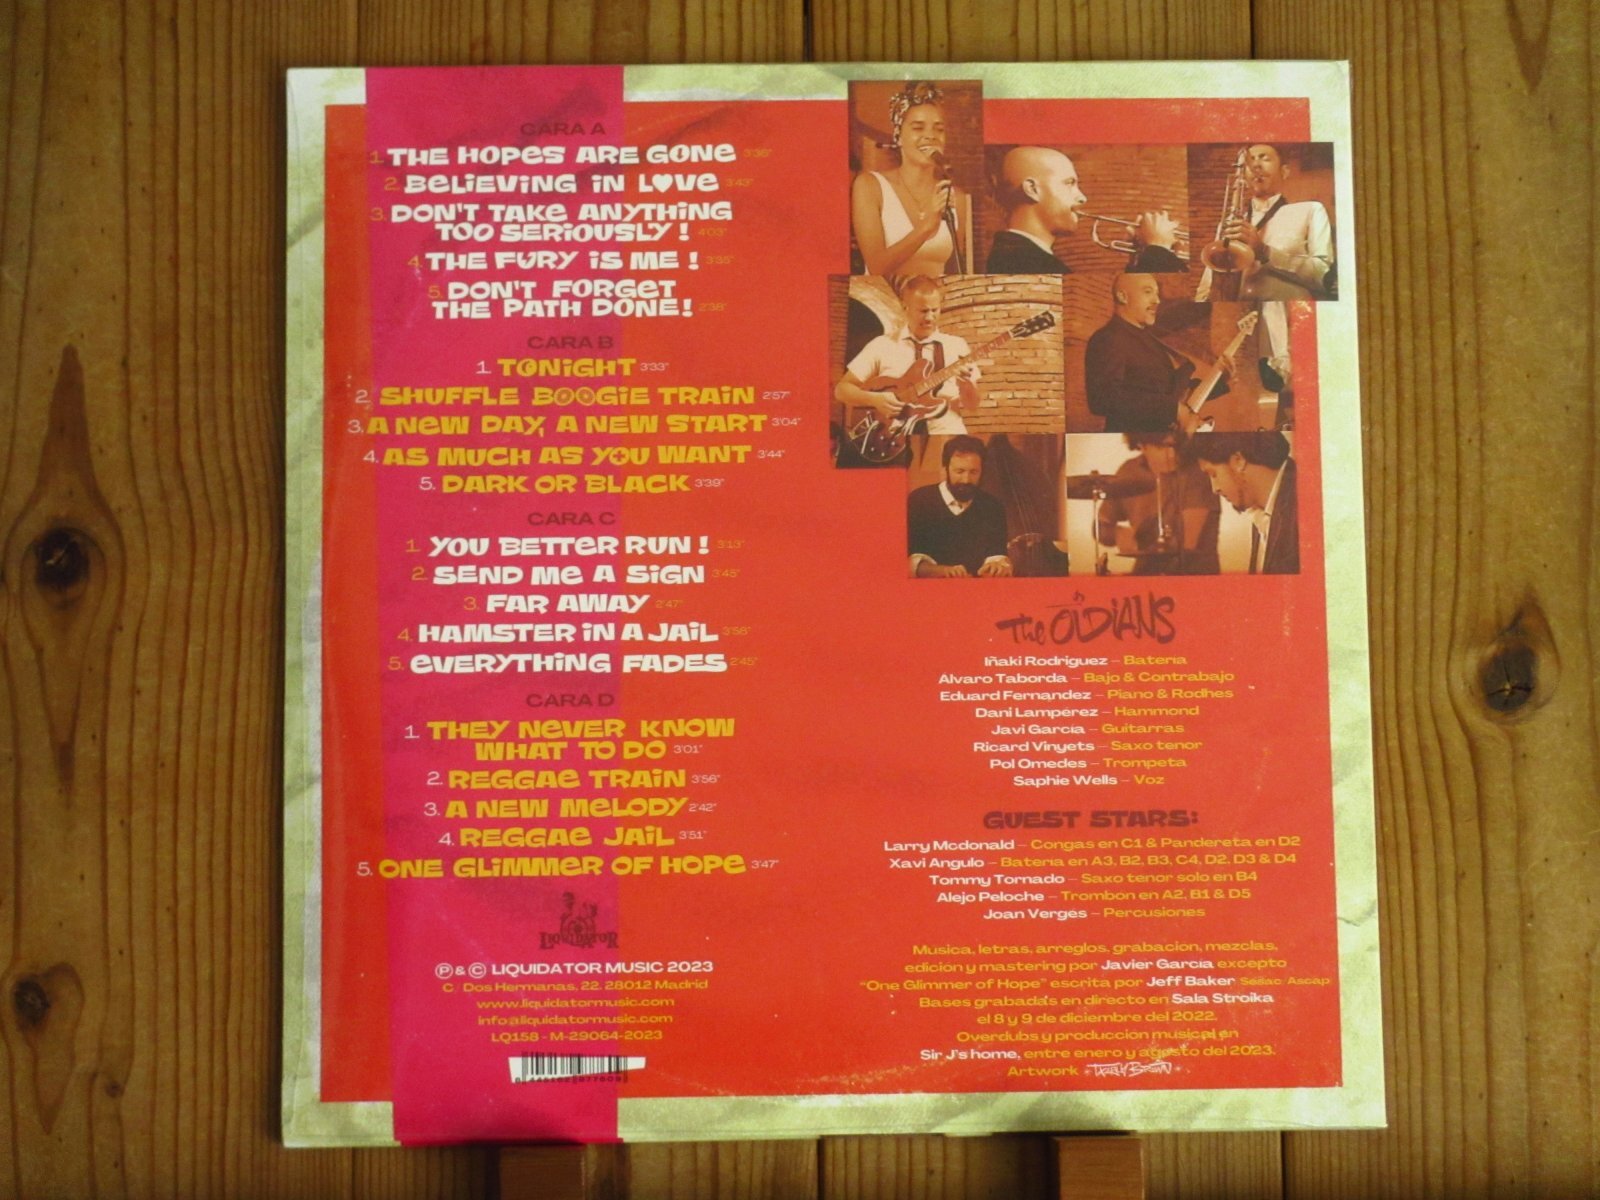 CARA A
1. THE HOPES ARE GONE 3'36"
2. BELIEVING IN LOVE 3'43"
3. DON'T TAKE ANYTHING
TOO SERIOUSLY! 4'03"
4. THE FURY IS ME! 3'35"
5. DON'T FORGET
THE PATH DONE! 2'38"
CARA B
1. TONIGHT 3'33"
2. SHUFFLE BOOGIE TRAIN 2'57"
3. A NEW DAY, A NEW START 3'04"
4. AS MUCH AS YOU WANT 3'44"
5. DARK OR BLACK 3'39"
CARA C
1. YOU BETTER RUN! 3'13"
2. SEND ME A SIGN 3'45"
3. FAR AWAY 2'47"
4. HAMSTER IN A JAIL 3'56"
5. EVERYTHING FADES 2'45"
CARA D
1. THEY NEVER KNOW
WHAT TO DO 3'01"
2. REGGAE TRAIN 3'56"
3. A NEW MELODY 2'42"
4. REGGAE JAIL 3'51"
5. ONE GLIMMER OF HOPE 3'47"
LIQUIDATOR
Ⓟ & © LIQUIDATOR MUSIC 2023
C/ Dos Hermanas, 22. 28012 Madrid
www.liquidatormusic.com
info@liquidatormusic.com
LQ158 - M-29064-2023
The OldiANS
Iñaki Rodríguez – Batería
Álvaro Taborda – Bajo & Contrabajo
Eduard Fernández – Piano & Rodhes
Dani Lampérez – Hammond
Javi García – Guitarras
Ricard Vinyets – Saxo tenor
Pol Omedes – Trompeta
Saphie Wells – Voz
GUEST STARS:
Larry Mcdonald – Congas en C1 & Pandereta en D2
Xavi Angulo – Batería en A3, B2, B3, C4, D2, D3 & D4
Tommy Tornado – Saxo tenor solo en B4
Alejo Peloche – Trombón en A2, B1 & D5
Joan Vergés – Percusiones
Música, letras, arreglos, grabación, mezclas,
edición y mastering por Javier García excepto
"One Glimmer of Hope" escrita por Jeff Baker Sesac/Ascap
Bases grabadas en directo en Sala Stroika
el 8 y 9 de diciembre del 2022.
Overdubs y producción musical en
Sir J's home, entre enero y agosto del 2023.
Artwork